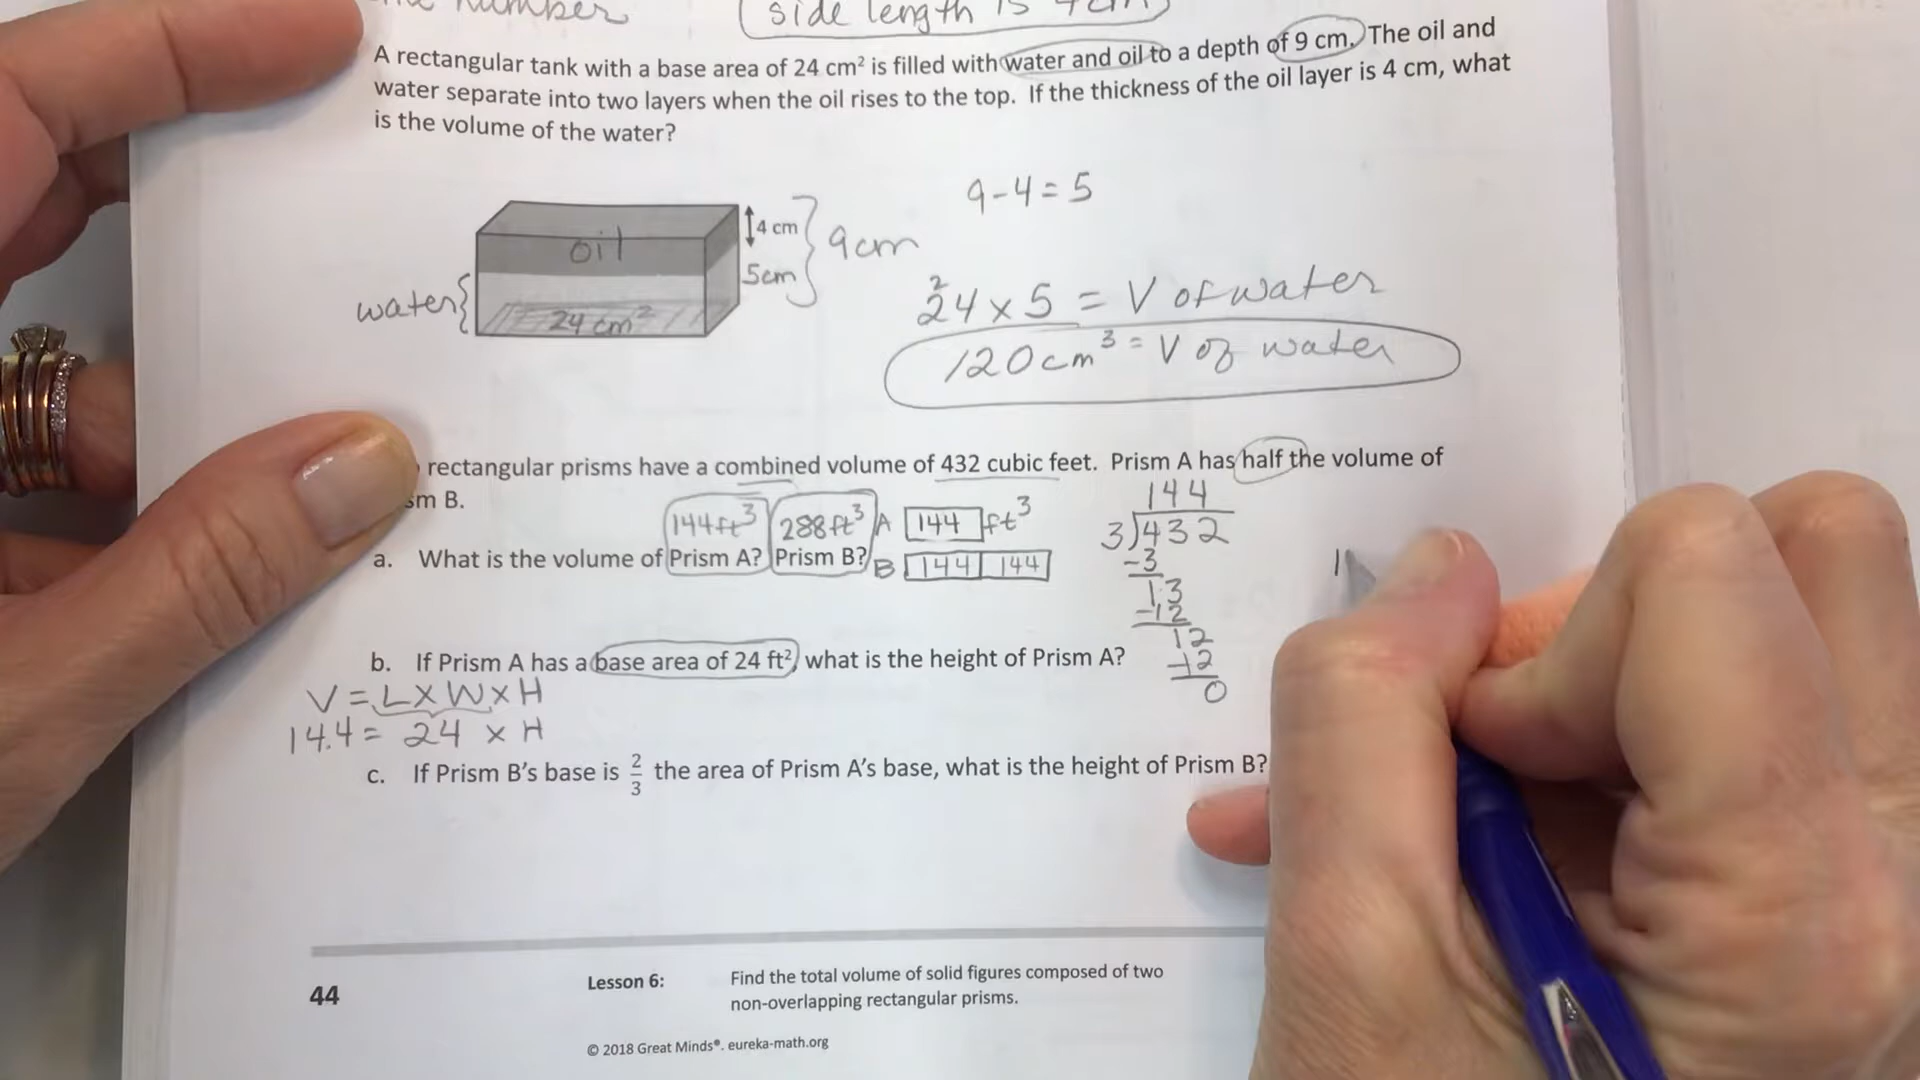 number
side length is 4cm
A rectangular tank with a base area of 24 cm² is filled with water and oil to a depth of 9 cm. The oil and
water separate into two layers when the oil rises to the top. If the thickness of the oil layer is 4 cm, what
is the volume of the water?
9-4=5
oil
4 cm
5cm
9cm
water
24 cm²
2
24 x 5 = V of water
120cm³ = V of water
rectangular prisms have a combined volume of 432 cubic feet. Prism A has half the volume of
sm B.
144ft³ 288ft³ A 144 ft³
a. What is the volume of Prism A? Prism B? B 144 144
144
3)432
-3
13
-12
12
-12
0
b. If Prism A has a base area of 24 ft², what is the height of Prism A?
V = L X W X H
14.4 = 24 x H
c. If Prism B's base is 2/3 the area of Prism A's base, what is the height of Prism B?
44
Lesson 6: Find the total volume of solid figures composed of two
non-overlapping rectangular prisms.
© 2018 Great Minds®. eureka-math.org